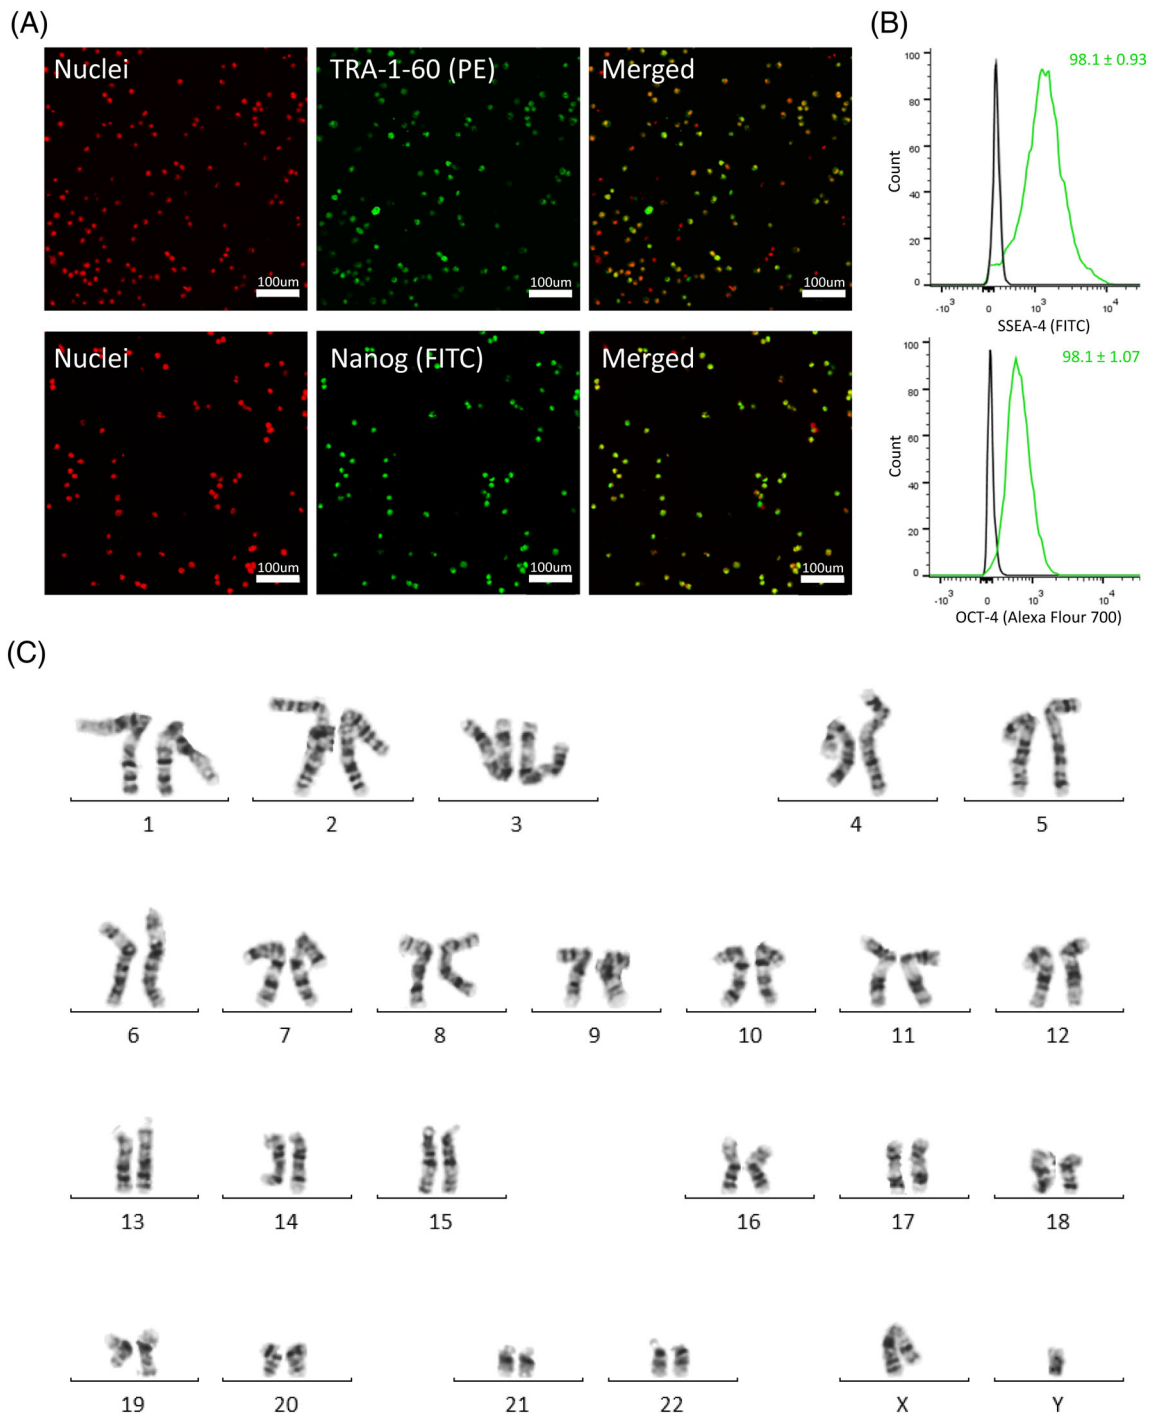 (A)
Nuclei
100um
TRA-1-60 (PE)
100um
Merged
100um
Nuclei
100um
Nanog (FITC)
100um
Merged
100um
(B)
98.1 ± 0.93
Count
100
80
60
40
20
0
-10³ 0 10³ 10⁴
SSEA-4 (FITC)
98.1 ± 1.07
Count
100
80
60
40
20
0
-10³ 0 10³ 10⁴
OCT-4 (Alexa Flour 700)
(C)
1 2 3 4 5
6 7 8 9 10 11 12
13 14 15 16 17 18
19 20 21 22 X Y